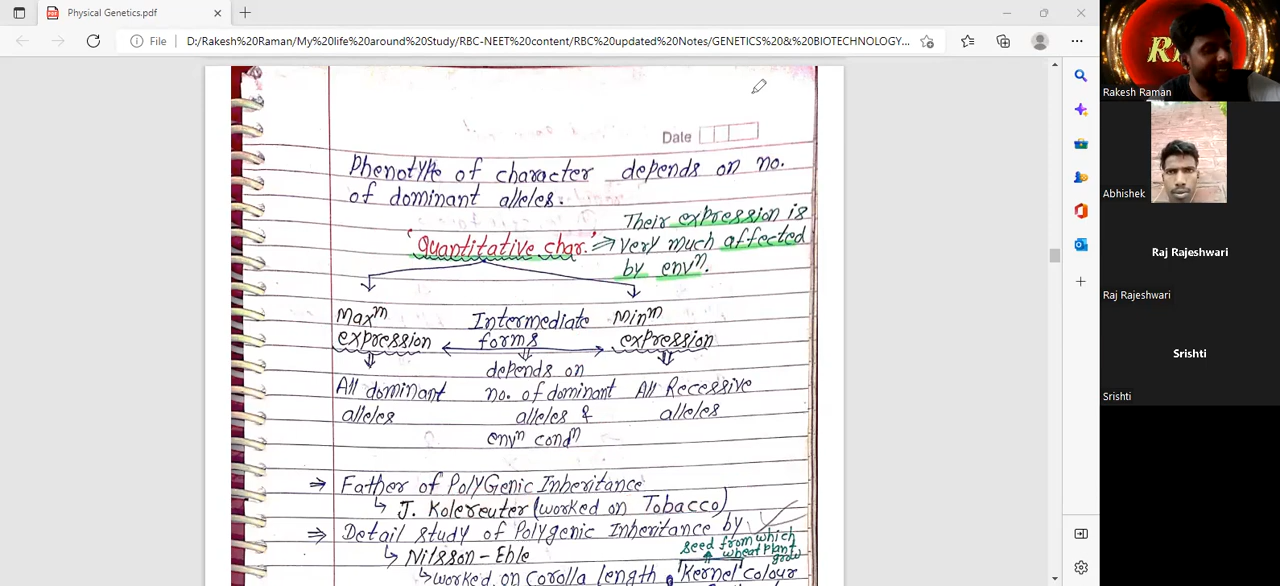 Physical Genetics.pdf
File
D:/Rakesh%20Raman/My%20life%20around%20Study/RBC-NEET%20content/RBC%20updated%20Notes/GENETICS%20&%20BIOTECHNOLOGY...
Date
Phenotype of character depends on no.
of dominant alleles.
Their expression is
'Quantitative char.' ⇒ very much affected
by envⁿ.
Maxᵐ Intermediate Minᵐ
expression forms expression
depends on
All dominant no. of dominant All Recessive
alleles alleles & alleles
envⁿ condⁿ
⇒ Father of PolyGenic Inheritance
↳ J. Kolereuter (worked on Tobacco)
⇒ Detail study of Polygenic Inheritance by
seed from which
↳ Nilsson-Ehle wheat plant
grow
↳ worked on corolla length, 'Kernel colour
Rakesh Raman
Abhishek
Raj Rajeshwari
Raj Rajeshwari
Srishti
Srishti